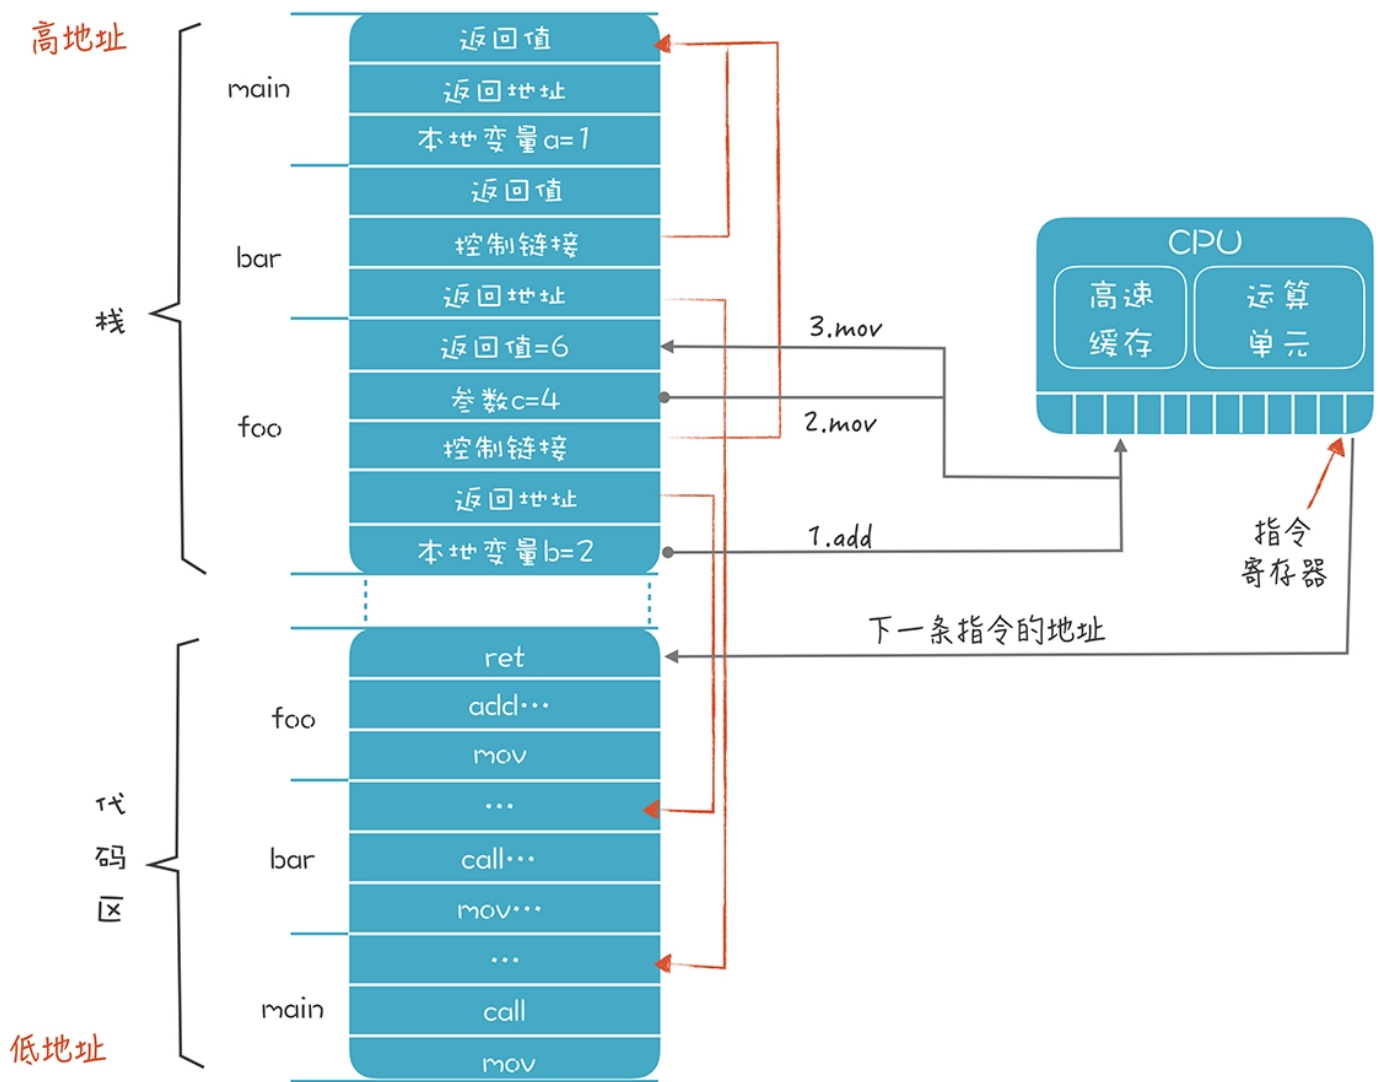 高地址
main
返回值
返回地址
本地变量a=1
bar
返回值
控制链接
返回地址
栈
foo
返回值=6
参数c=4
控制链接
返回地址
本地变量b=2
3.mov
2.mov
1.add
CPU
高速
缓存
运算
单元
指令
寄存器
下一条指令的地址
代
码
区
foo
ret
add…
mov
bar
…
call…
mov…
main
…
call
mov
低地址